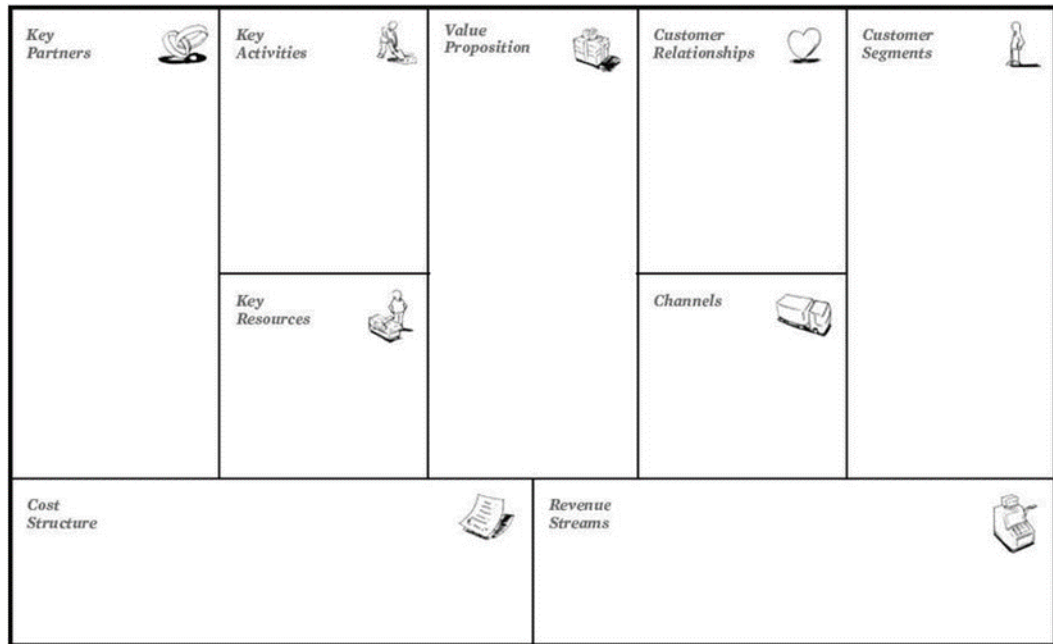 Key
Partners
Key
Activities
Value
Proposition
Customer
Relationships
Customer
Segments
Key
Resources
Channels
Cost
Structure
Revenue
Streams